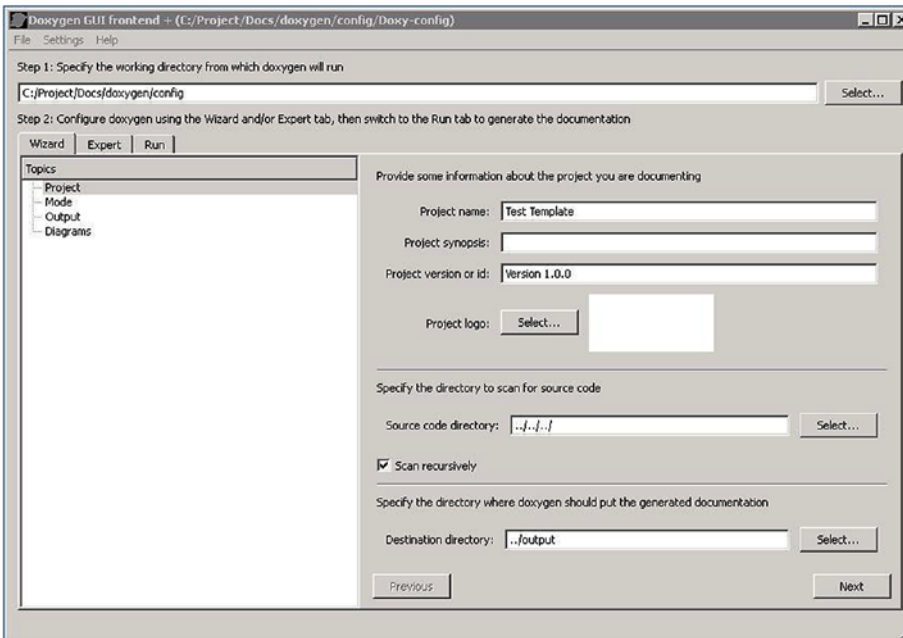 Doxygen GUI frontend + (C:/Project/Docs/doxygen/config/Doxy-config)
File Settings Help
Step 1: Specify the working directory from which doxygen will run
C:/Project/Docs/doxygen/config
Select...
Step 2: Configure doxygen using the Wizard and/or Expert tab, then switch to the Run tab to generate the documentation
Wizard Expert Run
Topics
Project
Mode
Output
Diagrams
Provide some information about the project you are documenting
Project name: Test Template
Project synopsis:
Project version or id: Version 1.0.0
Project logo: Select...
Specify the directory to scan for source code
Source code directory: ../../../ Select...
Scan recursively
Specify the directory where doxygen should put the generated documentation
Destination directory: ../output Select...
Previous Next